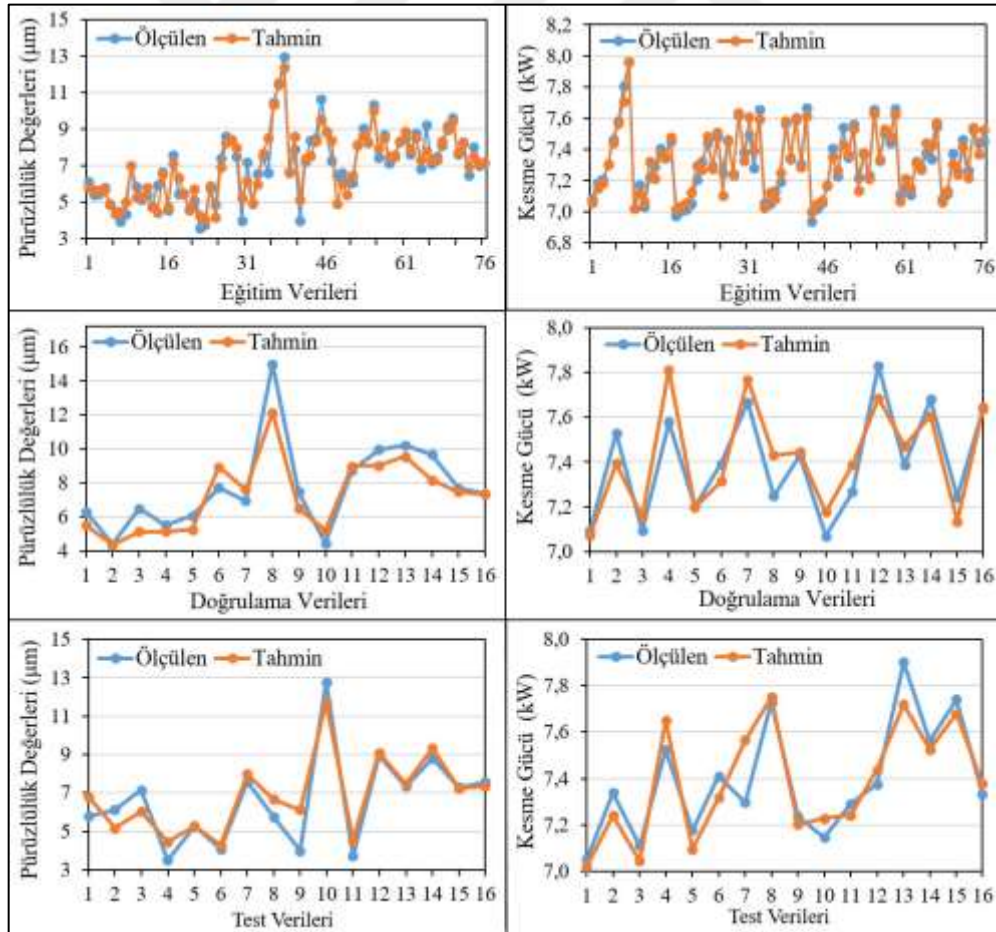 Pürüzlülük Değerleri (µm)
15
13
11
9
7
5
3
Ölçülen Tahmin
1 16 31 46 61 76
Eğitim Verileri
Kesme Gücü (kW)
8,2
8,0
7,8
7,6
7,4
7,2
7,0
6,8
Ölçülen Tahmin
1 16 31 46 61 76
Eğitim Verileri
Pürüzlülük Değerleri (µm)
16
14
12
10
8
6
4
Ölçülen Tahmin
1 2 3 4 5 6 7 8 9 10 11 12 13 14 15 16
Doğrulama Verileri
Kesme Gücü (kW)
8,0
7,8
7,6
7,4
7,2
7,0
Ölçülen Tahmin
1 2 3 4 5 6 7 8 9 10 11 12 13 14 15 16
Doğrulama Verileri
Pürüzlülük Değerleri (µm)
15
13
11
9
7
5
3
Ölçülen Tahmin
1 2 3 4 5 6 7 8 9 10 11 12 13 14 15 16
Test Verileri
Kesme Gücü (kW)
8,0
7,8
7,6
7,4
7,2
7,0
Ölçülen Tahmin
1 2 3 4 5 6 7 8 9 10 11 12 13 14 15 16
Test Verileri